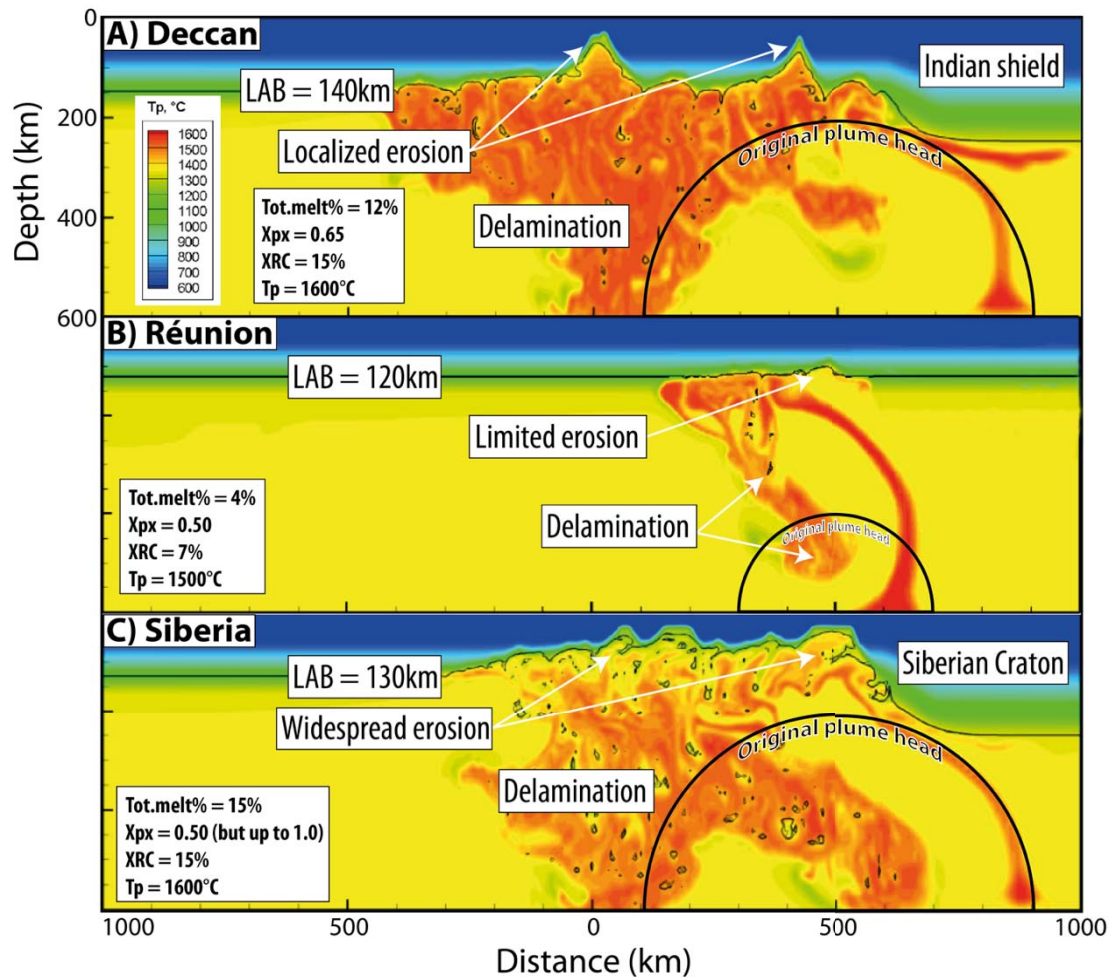 0
200
400
600
Depth (km)
A) Deccan
LAB = 140km
Indian shield
Tp, °C
1600
1500
1400
1300
1200
1100
1000
900
800
700
600
Localized erosion
Original plume head
Tot.melt% = 12%
Xpx = 0.65
XRC = 15%
Tp = 1600°C
Delamination
B) Réunion
LAB = 120km
Limited erosion
Tot.melt% = 4%
Xpx = 0.50
XRC = 7%
Tp = 1500°C
Delamination
Original plume head
C) Siberia
LAB = 130km
Siberian Craton
Widespread erosion
Original plume head
Delamination
Tot.melt% = 15%
Xpx = 0.50 (but up to 1.0)
XRC = 15%
Tp = 1600°C
1000
500
0
500
1000
Distance (km)